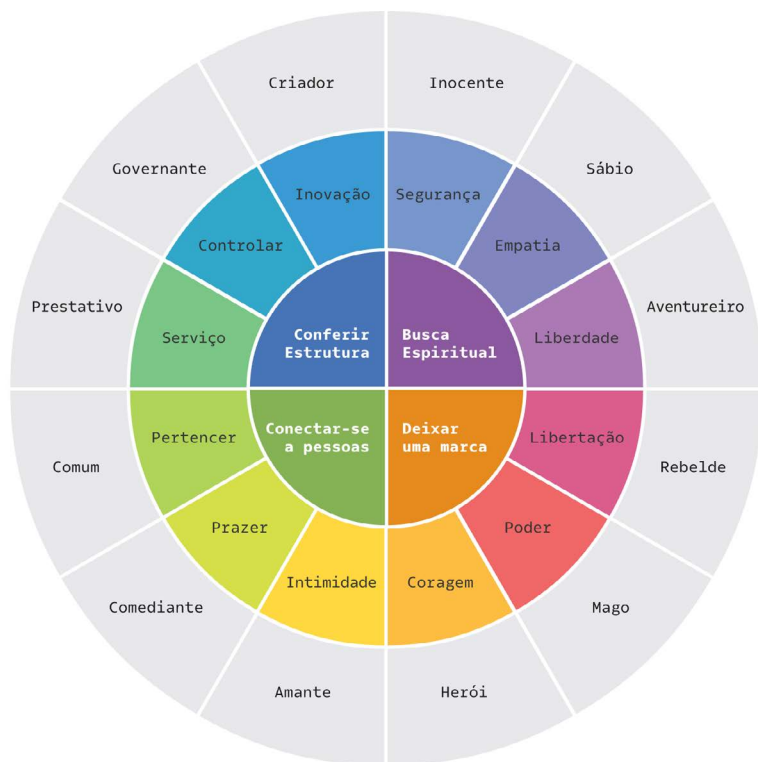 Criador
Inocente
Governante
Sábio
Inovação
Segurança
Controlar
Empatia
Prestativo
Aventureiro
Serviço
Conferir
Estrutura
Busca
Espiritual
Liberdade
Pertencer
Conectar-se
a pessoas
Deixar
uma marca
Libertação
Comum
Rebelde
Prazer
Poder
Intimidade
Coragem
Comediante
Mago
Amante
Herói